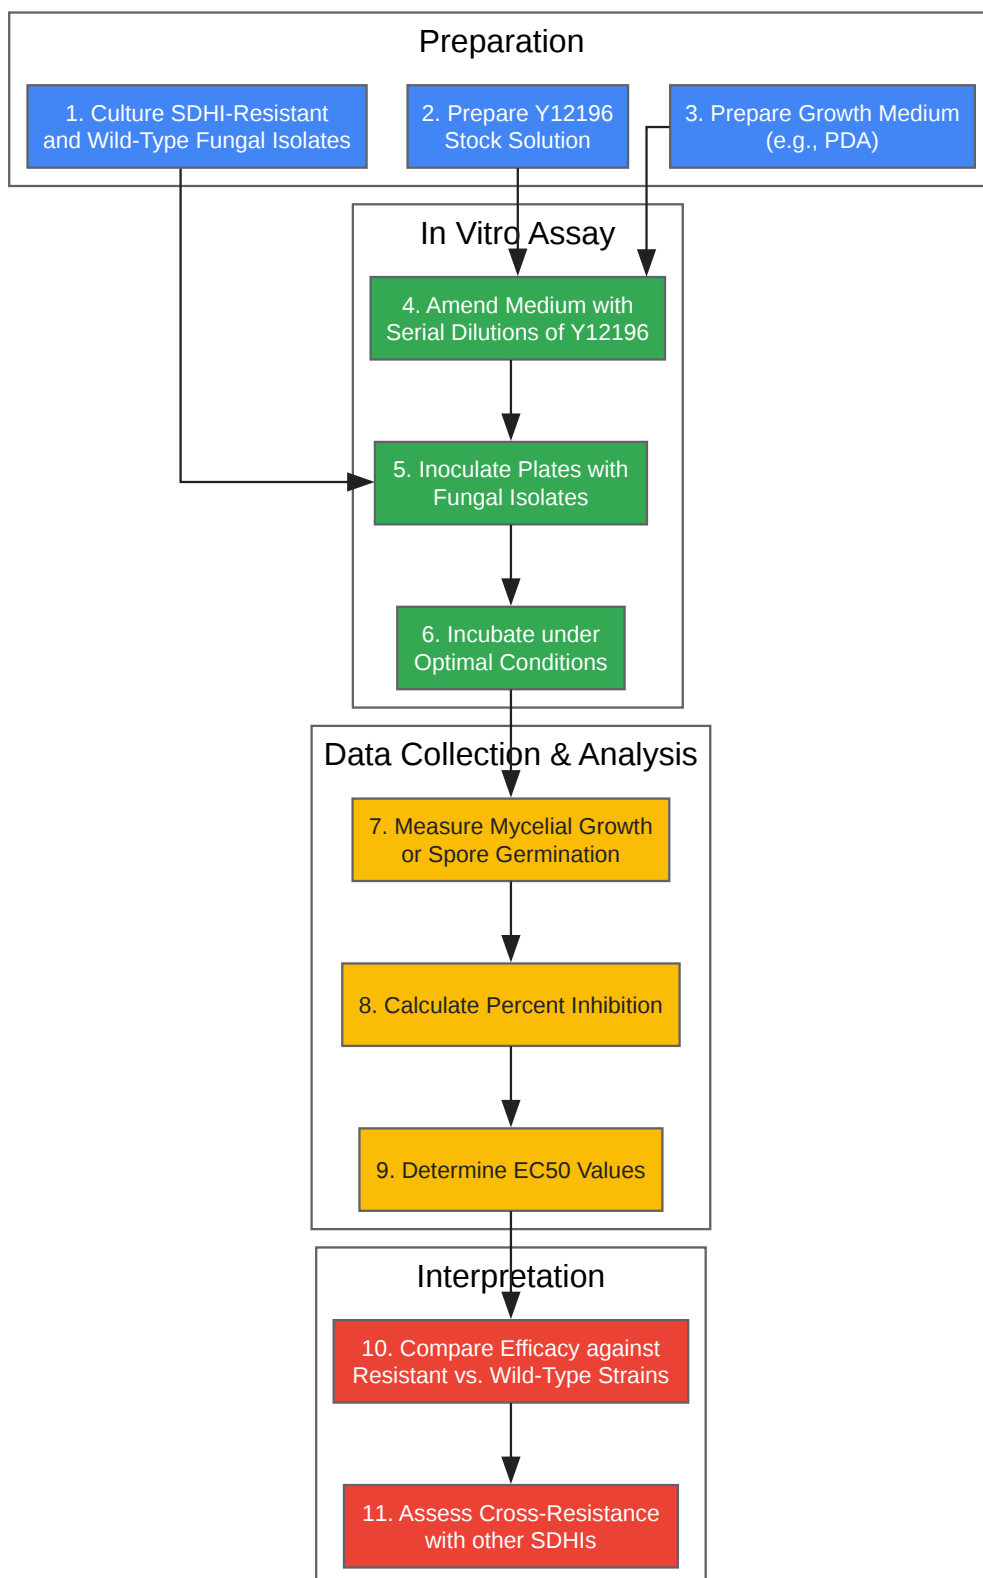 Preparation
1. Culture SDHI-Resistant
and Wild-Type Fungal Isolates
2. Prepare Y12196
Stock Solution
3. Prepare Growth Medium
(e.g., PDA)
In Vitro Assay
4. Amend Medium with
Serial Dilutions of Y12196
5. Inoculate Plates with
Fungal Isolates
6. Incubate under
Optimal Conditions
Data Collection & Analysis
7. Measure Mycelial Growth
or Spore Germination
8. Calculate Percent Inhibition
9. Determine EC50 Values
Interpretation
10. Compare Efficacy against
Resistant vs. Wild-Type Strains
11. Assess Cross-Resistance
with other SDHIs